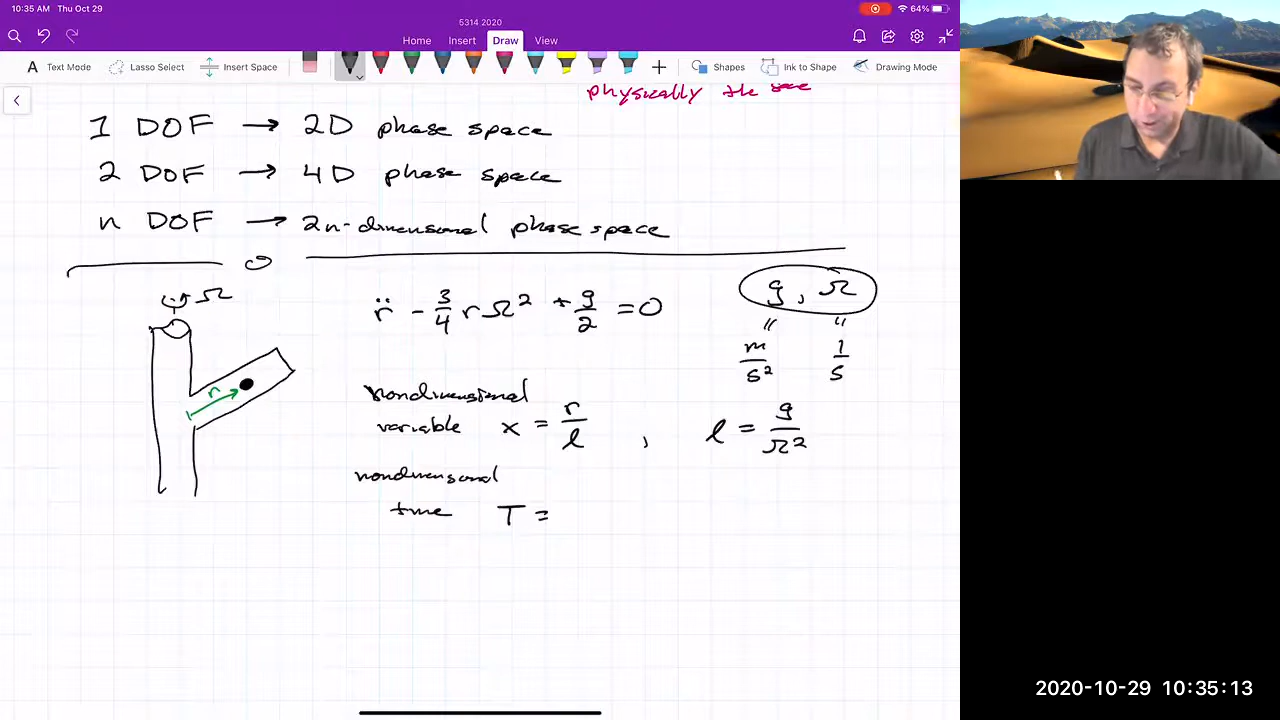 10:35 AM Thu Oct 29
64%
5314 2020
Home Insert Draw View
Text Mode Lasso Select Insert Space Shapes Ink to Shape Drawing Mode
physically the same
1 DOF → 2D phase space
2 DOF → 4D phase space
n DOF → 2n-dimensional phase space
Ω
r̈ - 3/4 r Ω² + g/2 = 0
g, Ω
" "
m/s² 1/s
r
nondimensional
variable x = r/l , l = g/Ω²
nondimensional
time T =
2020-10-29 10:35:13